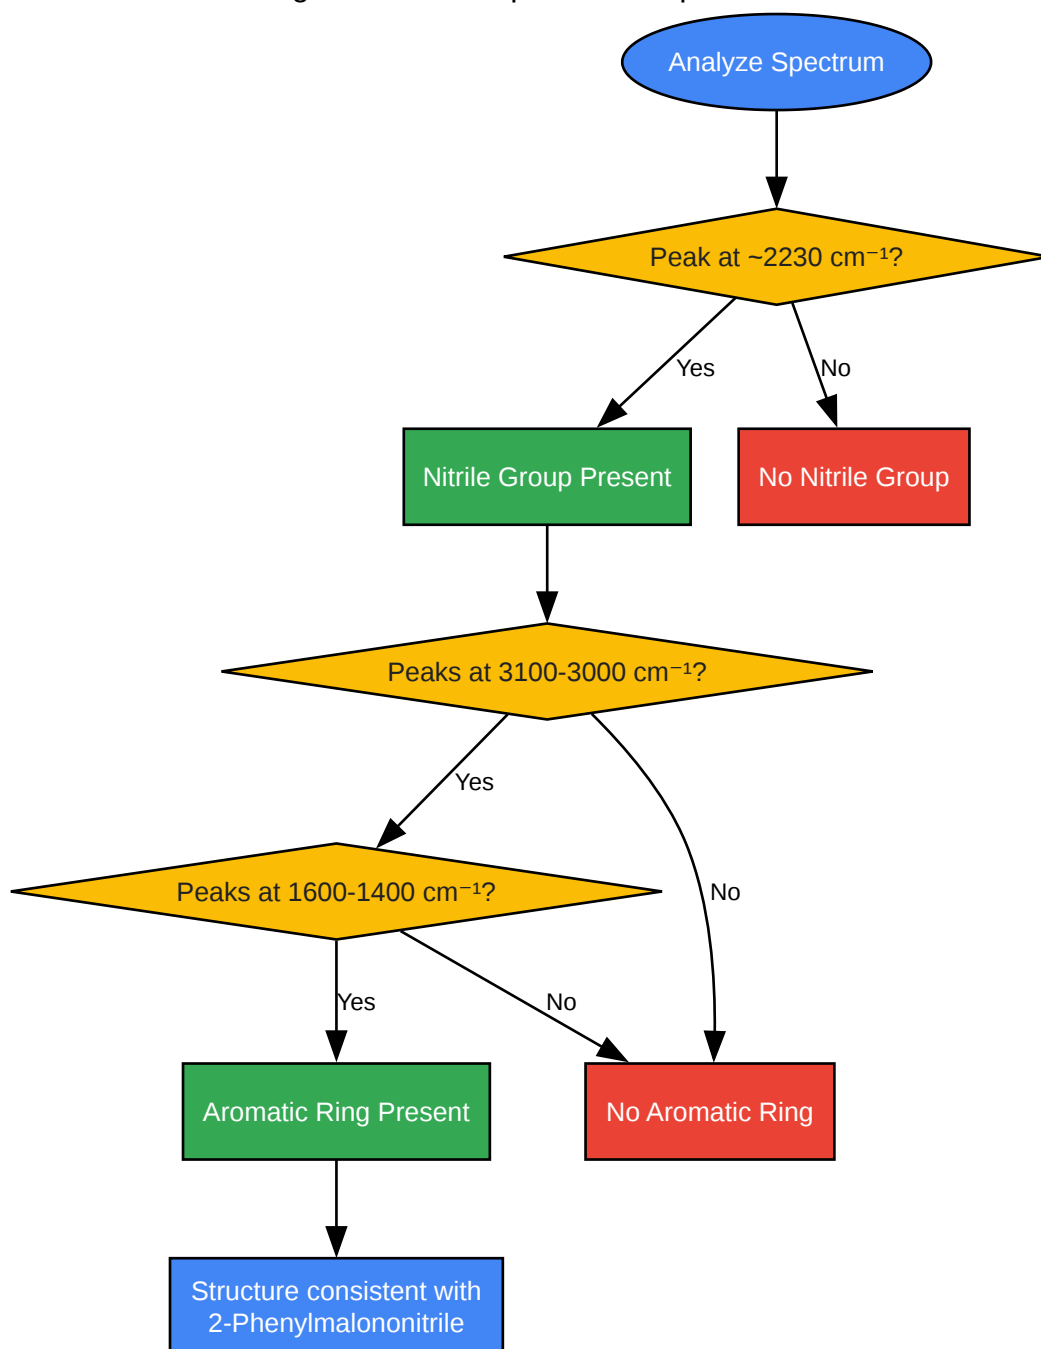 Analyze Spectrum
Peak at ~2230 cm⁻¹?
Yes
No
Nitrile Group Present
No Nitrile Group
Peaks at 3100-3000 cm⁻¹?
Yes
Peaks at 1600-1400 cm⁻¹?
No
Yes
No
Aromatic Ring Present
No Aromatic Ring
Structure consistent with
2-Phenylmalononitrile